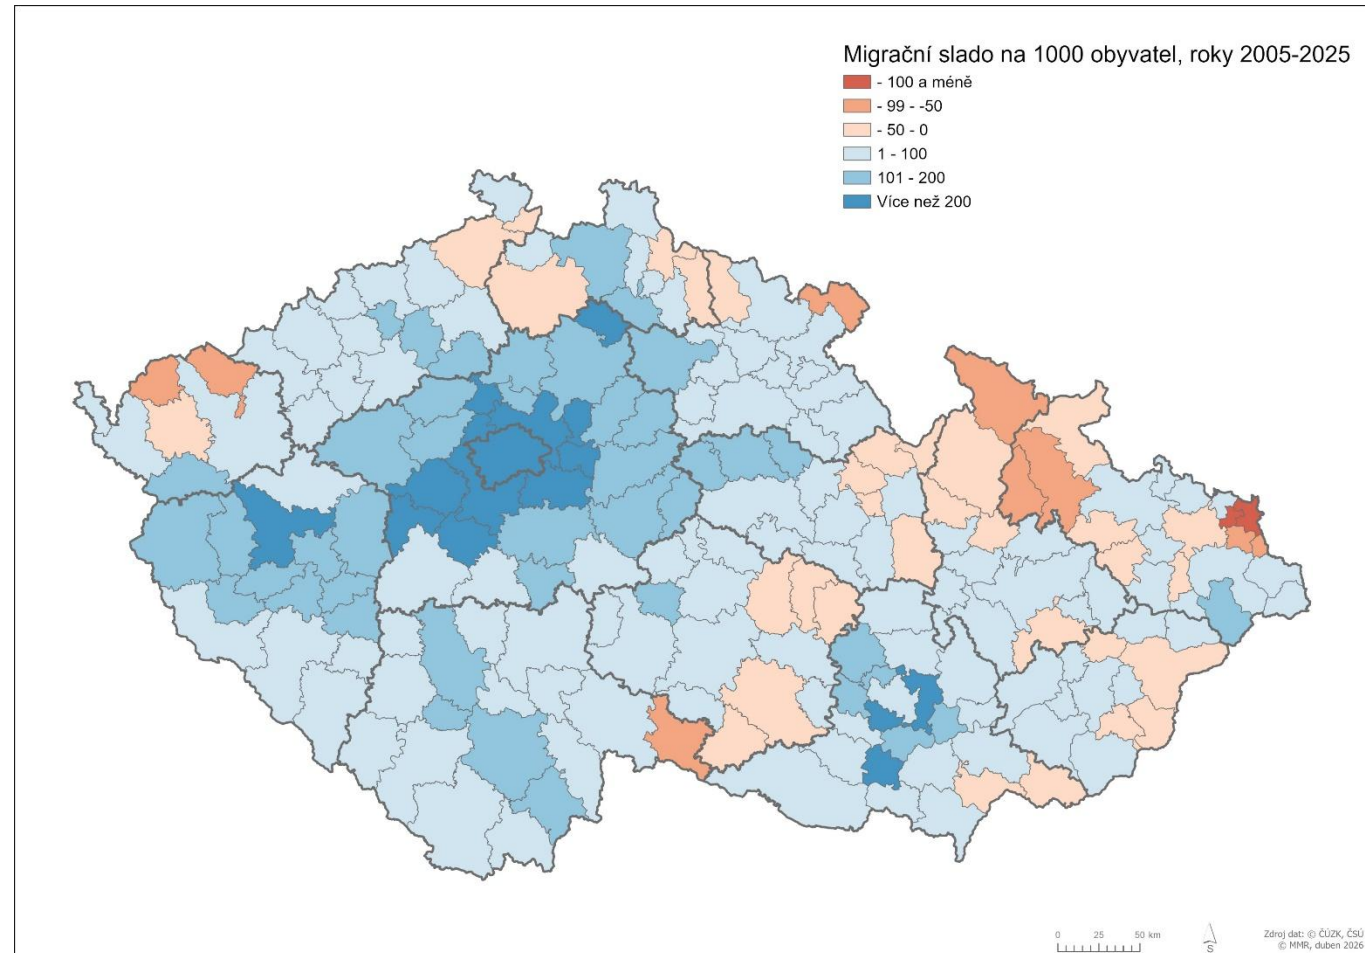 Migrační slado na 1000 obyvatel, roky 2005-2025
- 100 a méně
- 99 - -50
- 50 - 0
1 - 100
101 - 200
Více než 200
0 25 50 km
S
Zdroj dat: © ČÚZK, ČSÚ
© MMR, duben 2026